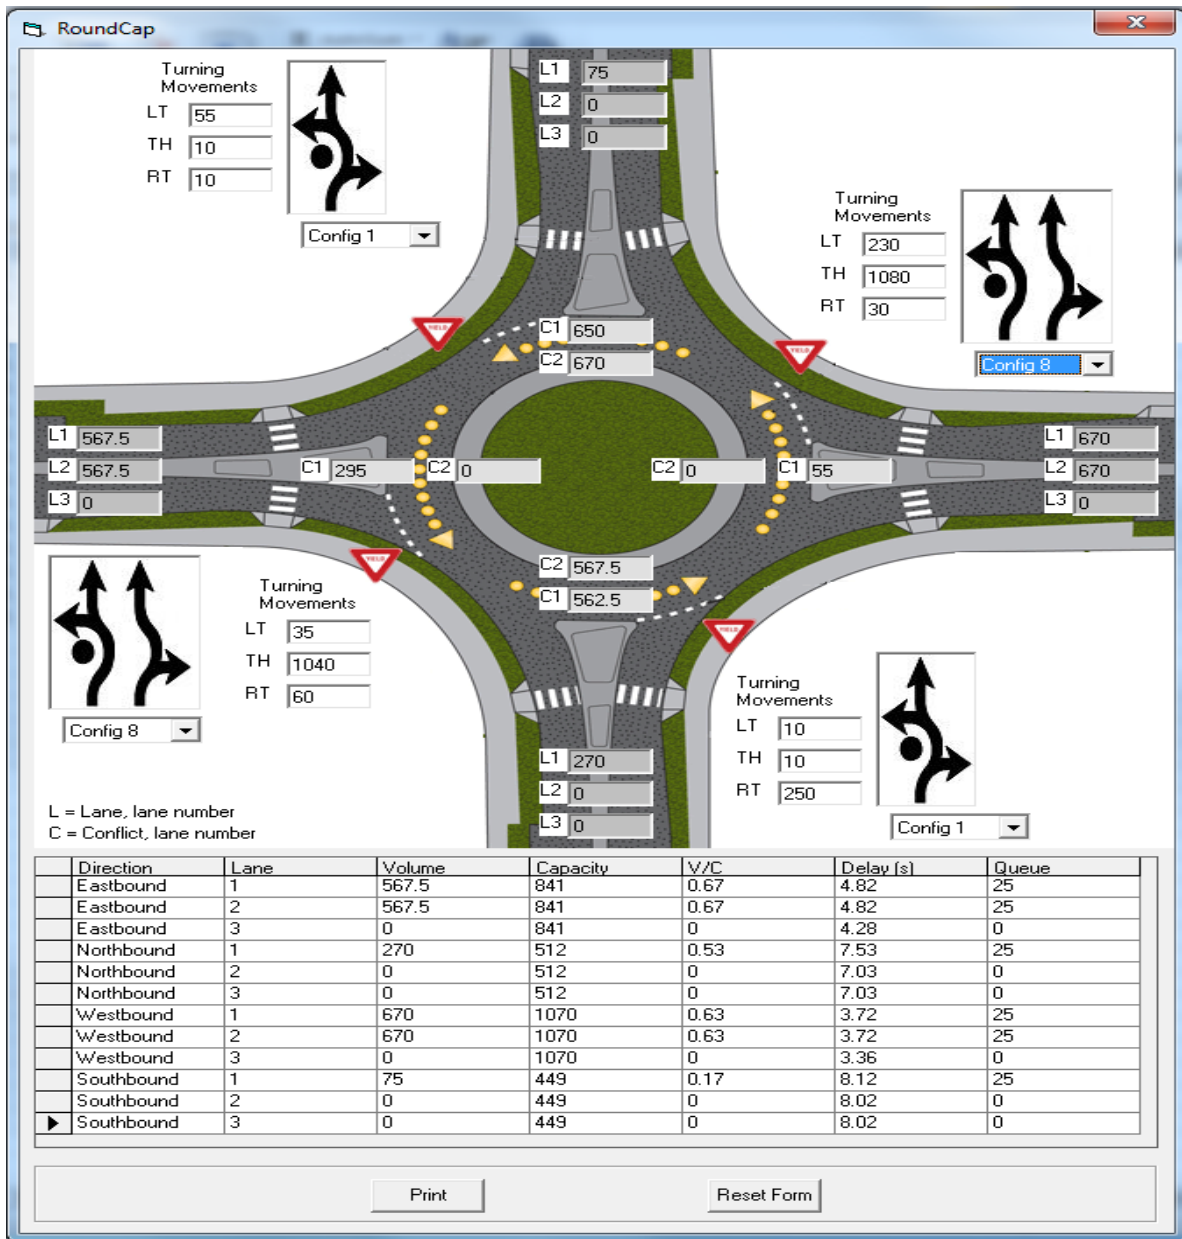 RoundCap
Turning
Movements
LT 55
TH 10
RT 10
Config 1
L1 75
L2 0
L3 0
Turning
Movements
LT 230
TH 1080
RT 30
Config 8
YIELD
YIELD
C1 650
C2 670
L1 567.5
L2 567.5
L3 0
C1 295
C2 0
C2 0
C1 55
L1 670
L2 670
L3 0
YIELD
YIELD
C2 567.5
C1 562.5
Turning
Movements
LT 35
TH 1040
RT 60
Config 8
L1 270
L2 0
L3 0
Turning
Movements
LT 10
TH 10
RT 250
Config 1
L = Lane, lane number
C = Conflict, lane number
Direction Lane Volume Capacity V/C Delay (s) Queue
Eastbound 1 567.5 841 0.67 4.82 25
Eastbound 2 567.5 841 0.67 4.82 25
Eastbound 3 0 841 0 4.28 0
Northbound 1 270 512 0.53 7.53 25
Northbound 2 0 512 0 7.03 0
Northbound 3 0 512 0 7.03 0
Westbound 1 670 1070 0.63 3.72 25
Westbound 2 670 1070 0.63 3.72 25
Westbound 3 0 1070 0 3.36 0
Southbound 1 75 449 0.17 8.12 25
Southbound 2 0 449 0 8.02 0
Southbound 3 0 449 0 8.02 0
Print
Reset Form